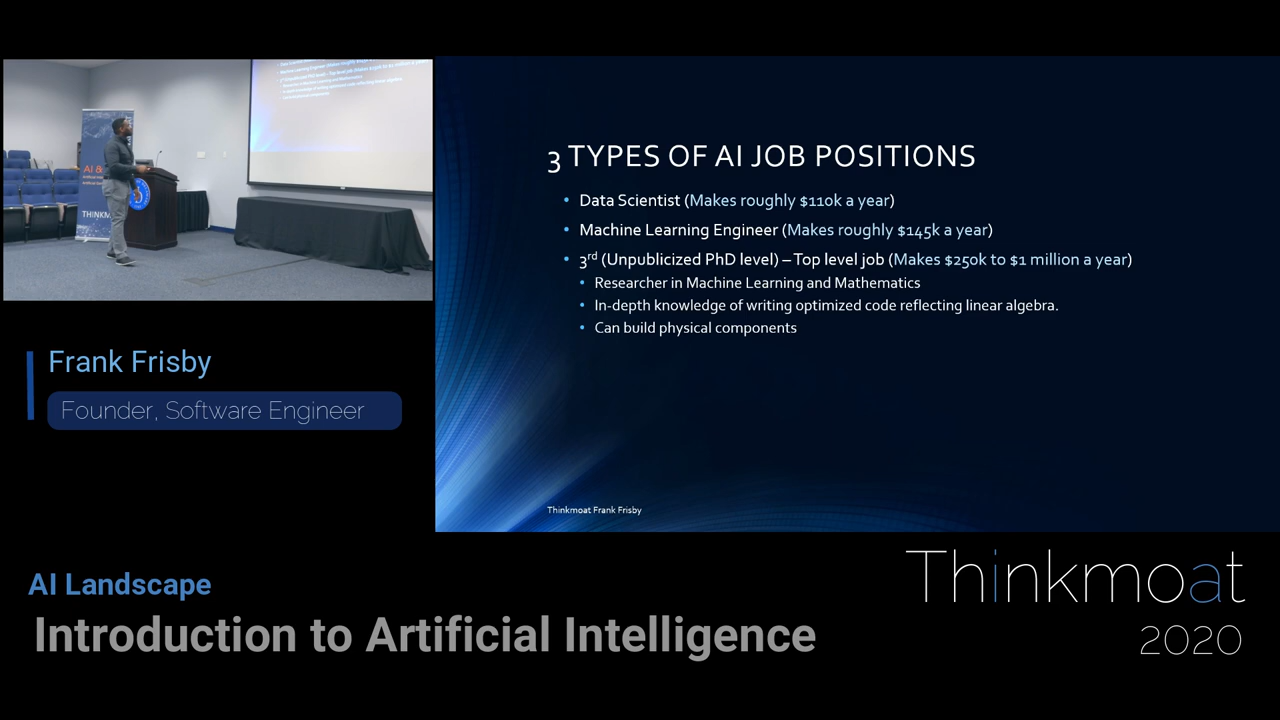 3 TYPES OF AI JOB POSITIONS
• Data Scientist (Makes roughly $110k a year)
• Machine Learning Engineer (Makes roughly $145k a year)
• 3rd (Unpublicized PhD level) – Top level job (Makes $250k to $1 million a year)
• Researcher in Machine Learning and Mathematics
• In-depth knowledge of writing optimized code reflecting linear algebra.
• Can build physical components
Thinkmoat Frank Frisby
AI &
THINKM
Frank Frisby
Founder, Software Engineer
AI Landscape
Introduction to Artificial Intelligence
Thinkmoat
2020